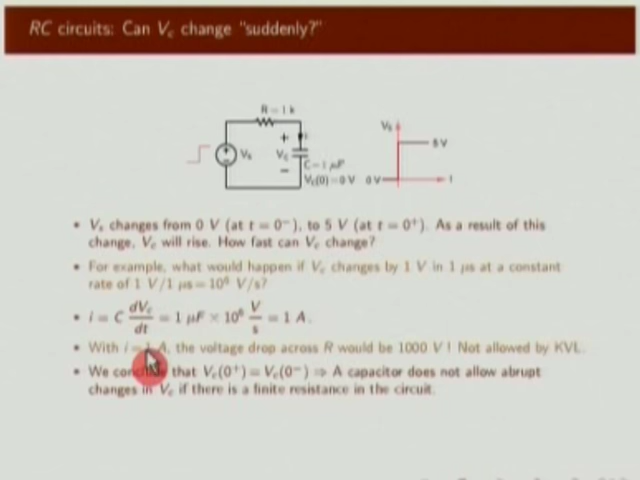 RC circuits: Can Vc change "suddenly?"
R=1 k
Vs
+
Vc
−
i
C=1 µF
Vc(0)=0 V
Vs
5 V
0 V
t
• Vs changes from 0 V (at t = 0⁻), to 5 V (at t = 0⁺). As a result of this
change, Vc will rise. How fast can Vc change?
• For example, what would happen if Vc changes by 1 V in 1 µs at a constant
rate of 1 V/1 µs = 10⁶ V/s?
• i = C dVc/dt = 1 µF × 10⁶ V/s = 1 A.
• With i = 1 A, the voltage drop across R would be 1000 V! Not allowed by KVL.
• We conclude that Vc(0⁺) = Vc(0⁻) ⇒ A capacitor does not allow abrupt
changes in Vc if there is a finite resistance in the circuit.